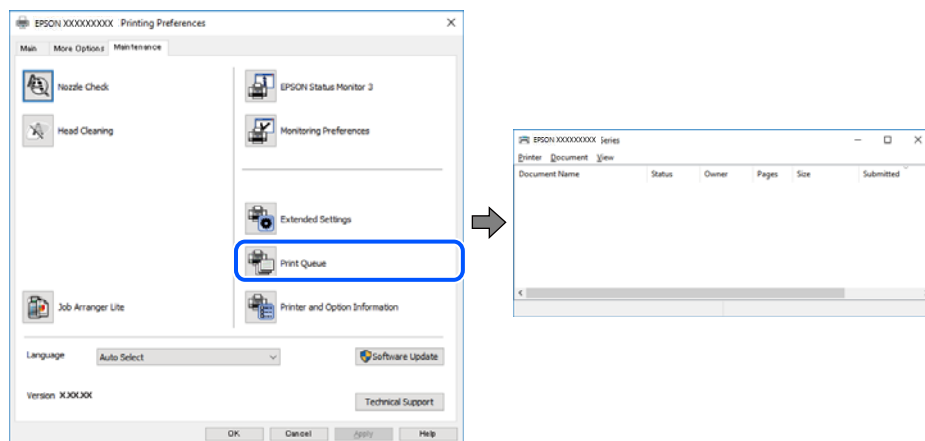 EPSON XXXXXXXXX Printing Preferences
Main More Options Maintenance
Nozzle Check
EPSON Status Monitor 3
Head Cleaning
Monitoring Preferences
Extended Settings
Print Queue
Job Arranger Lite
Printer and Option Information
Language Auto Select Software Update
Version X.XX.XX
Technical Support
OK Cancel Apply Help
EPSON XXXXXXXXX Series
Printer Document View
Document Name Status Owner Pages Size Submitted